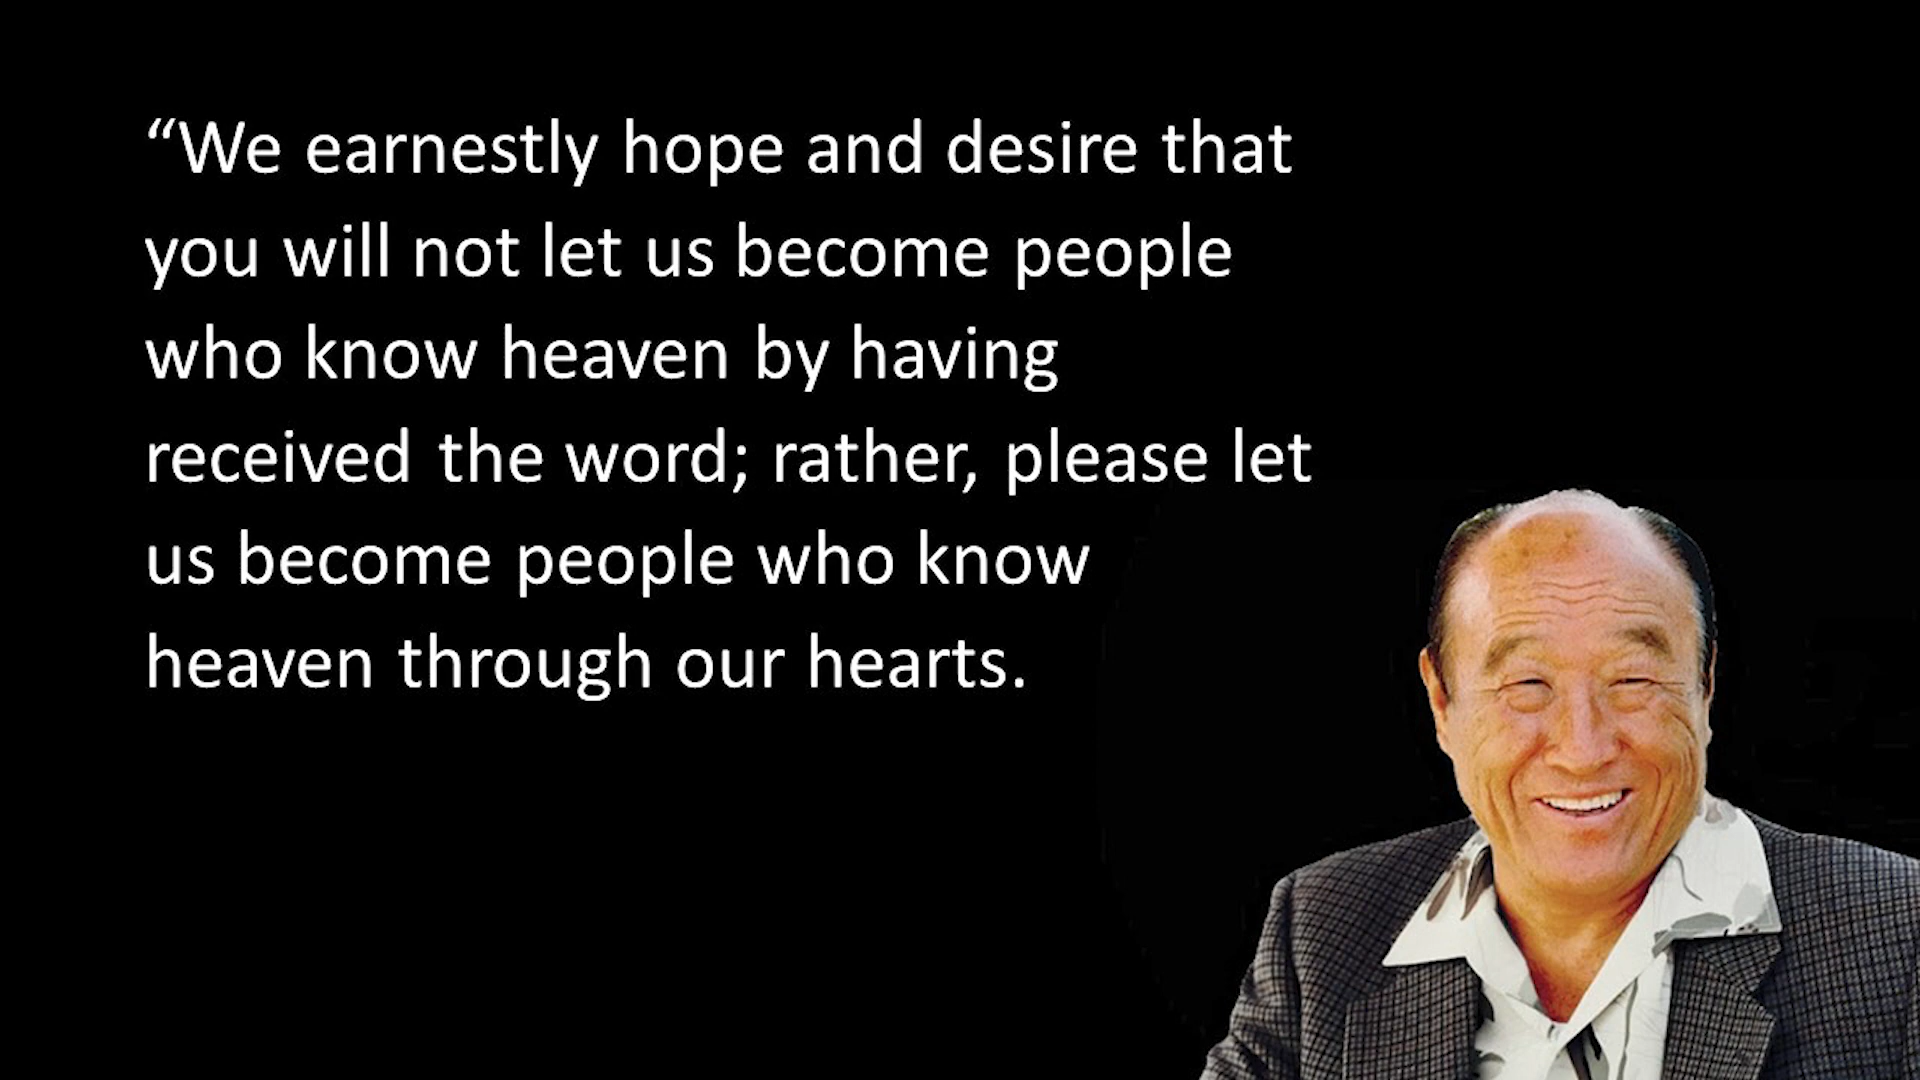 “We earnestly hope and desire that
you will not let us become people
who know heaven by having
received the word; rather, please let
us become people who know
heaven through our hearts.